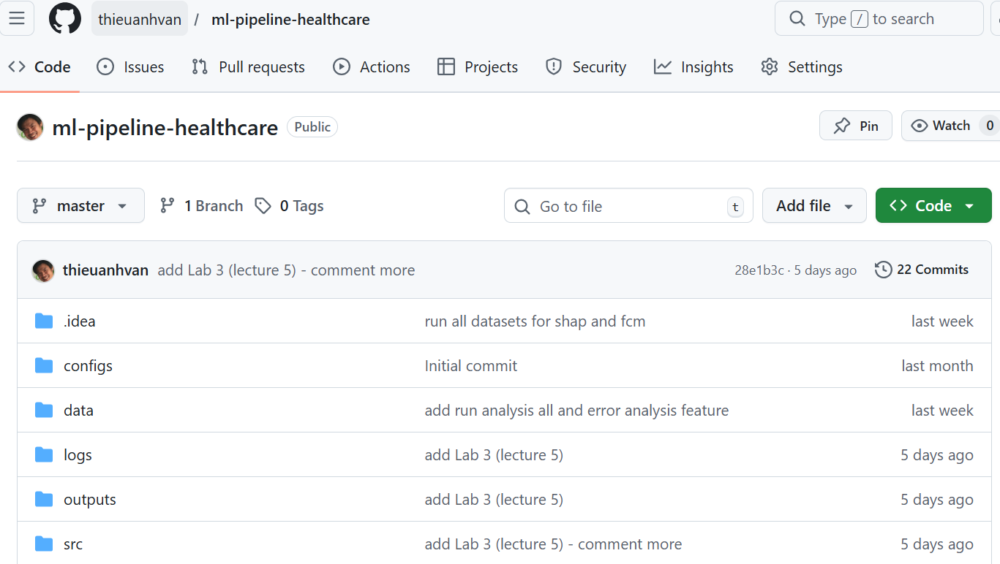 thieuanhvan / ml-pipeline-healthcare Type / to search
Code Issues Pull requests Actions Projects Security Insights Settings
ml-pipeline-healthcare Public Pin Watch 0
master 1 Branch 0 Tags Go to file t Add file Code
thieuanhvan add Lab 3 (lecture 5) - comment more 28e1b3c · 5 days ago 22 Commits
.idea run all datasets for shap and fcm last week
configs Initial commit last month
data add run analysis all and error analysis feature last week
logs add Lab 3 (lecture 5) 5 days ago
outputs add Lab 3 (lecture 5) 5 days ago
src add Lab 3 (lecture 5) - comment more 5 days ago